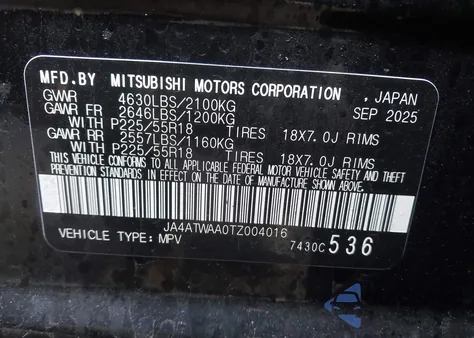 MFD.BY MITSUBISHI MOTORS CORPORATION , JAPAN
GVWR 4630LBS/2100KG SEP 2025
GAWR FR 2646LBS/1200KG
WITH P225/55R18 TIRES 18X7.0J RIMS
GAWR RR 2557LBS/1160KG
WITH P225/55R18 TIRES 18X7.0J RIMS
THIS VEHICLE CONFORMS TO ALL APPLICABLE FEDERAL MOTOR VEHICLE SAFETY AND THEFT
PREVENTION STANDARDS IN EFFECT ON THE DATE OF MANUFACTURE SHOWN ABOVE.
JA4ATWAA0TZ004016
VEHICLE TYPE: MPV 7430C 536